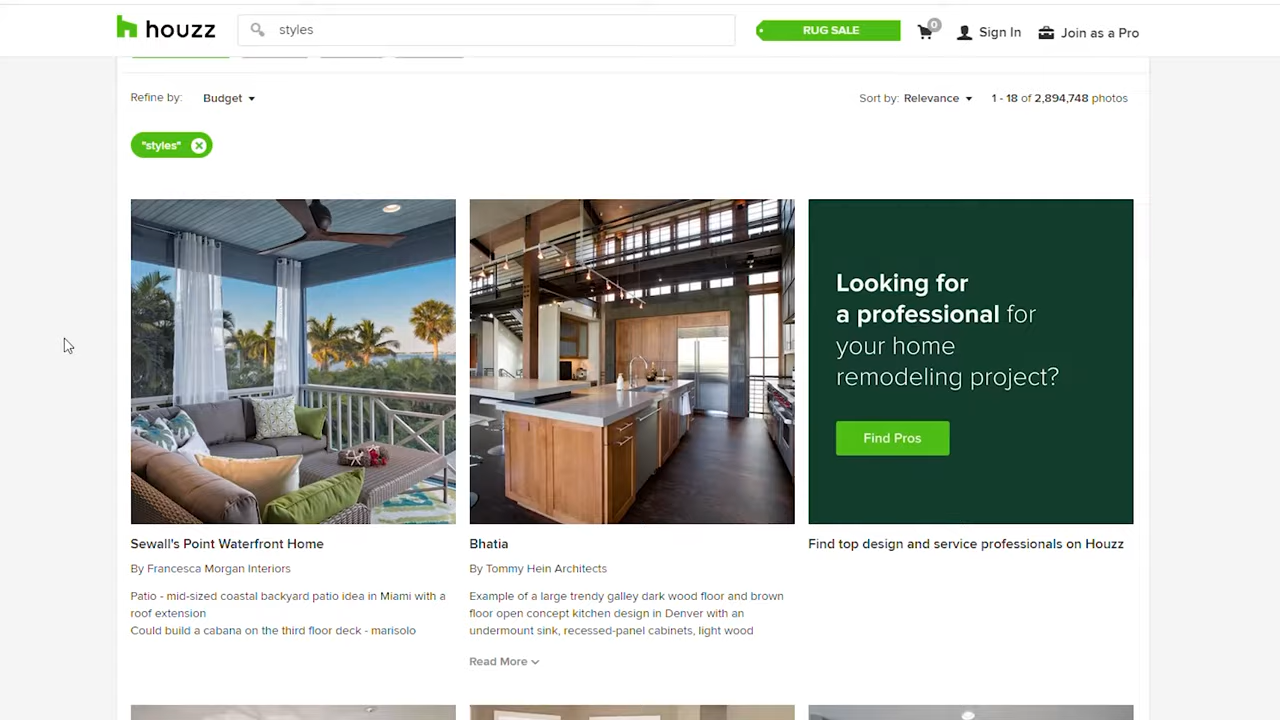 houzz
styles
RUG SALE
0
Sign In
Join as a Pro
Refine by:
Budget
Sort by: Relevance
1 - 18 of 2,894,748 photos
"styles"
Looking for
a professional for
your home
remodeling project?
Find Pros
Sewall's Point Waterfront Home
By Francesca Morgan Interiors
Patio - mid-sized coastal backyard patio idea in Miami with a
roof extension
Could build a cabana on the third floor deck - marisolo
Bhatia
By Tommy Hein Architects
Example of a large trendy galley dark wood floor and brown
floor open concept kitchen design in Denver with an
undermount sink, recessed-panel cabinets, light wood
Read More
Find top design and service professionals on Houzz